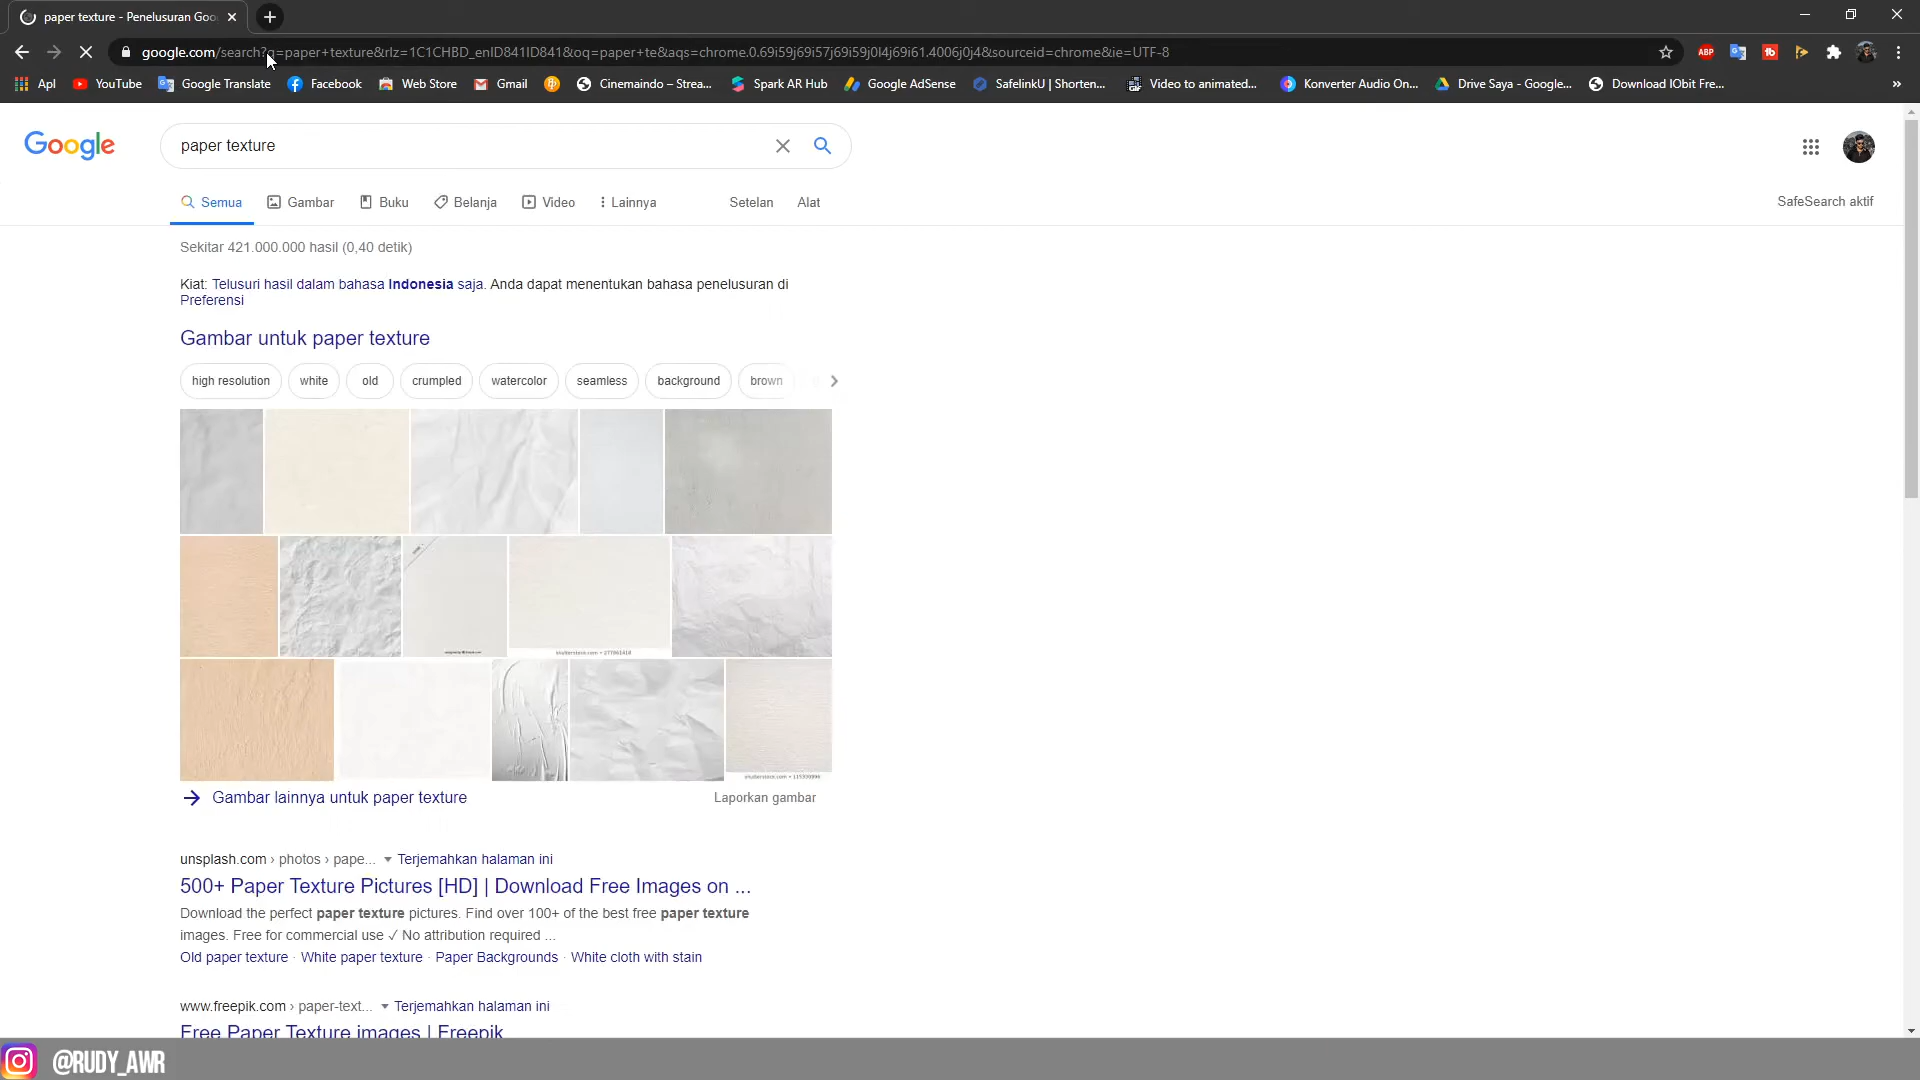 paper texture - Penelusuran Goo
google.com/search?q=paper+texture&rlz=1C1CHBD_enID841ID841&oq=paper+te&aqs=chrome.0.69i59j69i57j69i59j0l4j69i61.4006j0j4&sourceid=chrome&ie=UTF-8
ABP
Apl YouTube Google Translate Facebook Web Store Gmail Cinemaindo – Strea... Spark AR Hub Google AdSense SafelinkU | Shorten... Video to animated... Konverter Audio On... Drive Saya - Google... Download IObit Fre... »
Google
paper texture
Semua Gambar Buku Belanja Video Lainnya Setelan Alat SafeSearch aktif
Sekitar 421.000.000 hasil (0,40 detik)
Kiat: Telusuri hasil dalam bahasa Indonesia saja. Anda dapat menentukan bahasa penelusuran di
Preferensi
Gambar untuk paper texture
high resolution white old crumpled watercolor seamless background brown
shutterstock.com • 277861418
Gambar lainnya untuk paper texture Laporkan gambar
unsplash.com › photos › pape... Terjemahkan halaman ini
500+ Paper Texture Pictures [HD] | Download Free Images on ...
Download the perfect paper texture pictures. Find over 100+ of the best free paper texture
images. Free for commercial use ✓ No attribution required ...
Old paper texture · White paper texture · Paper Backgrounds · White cloth with stain
www.freepik.com › paper-text... Terjemahkan halaman ini
Free Paper Texture images | Freepik
@RUDY_AWR